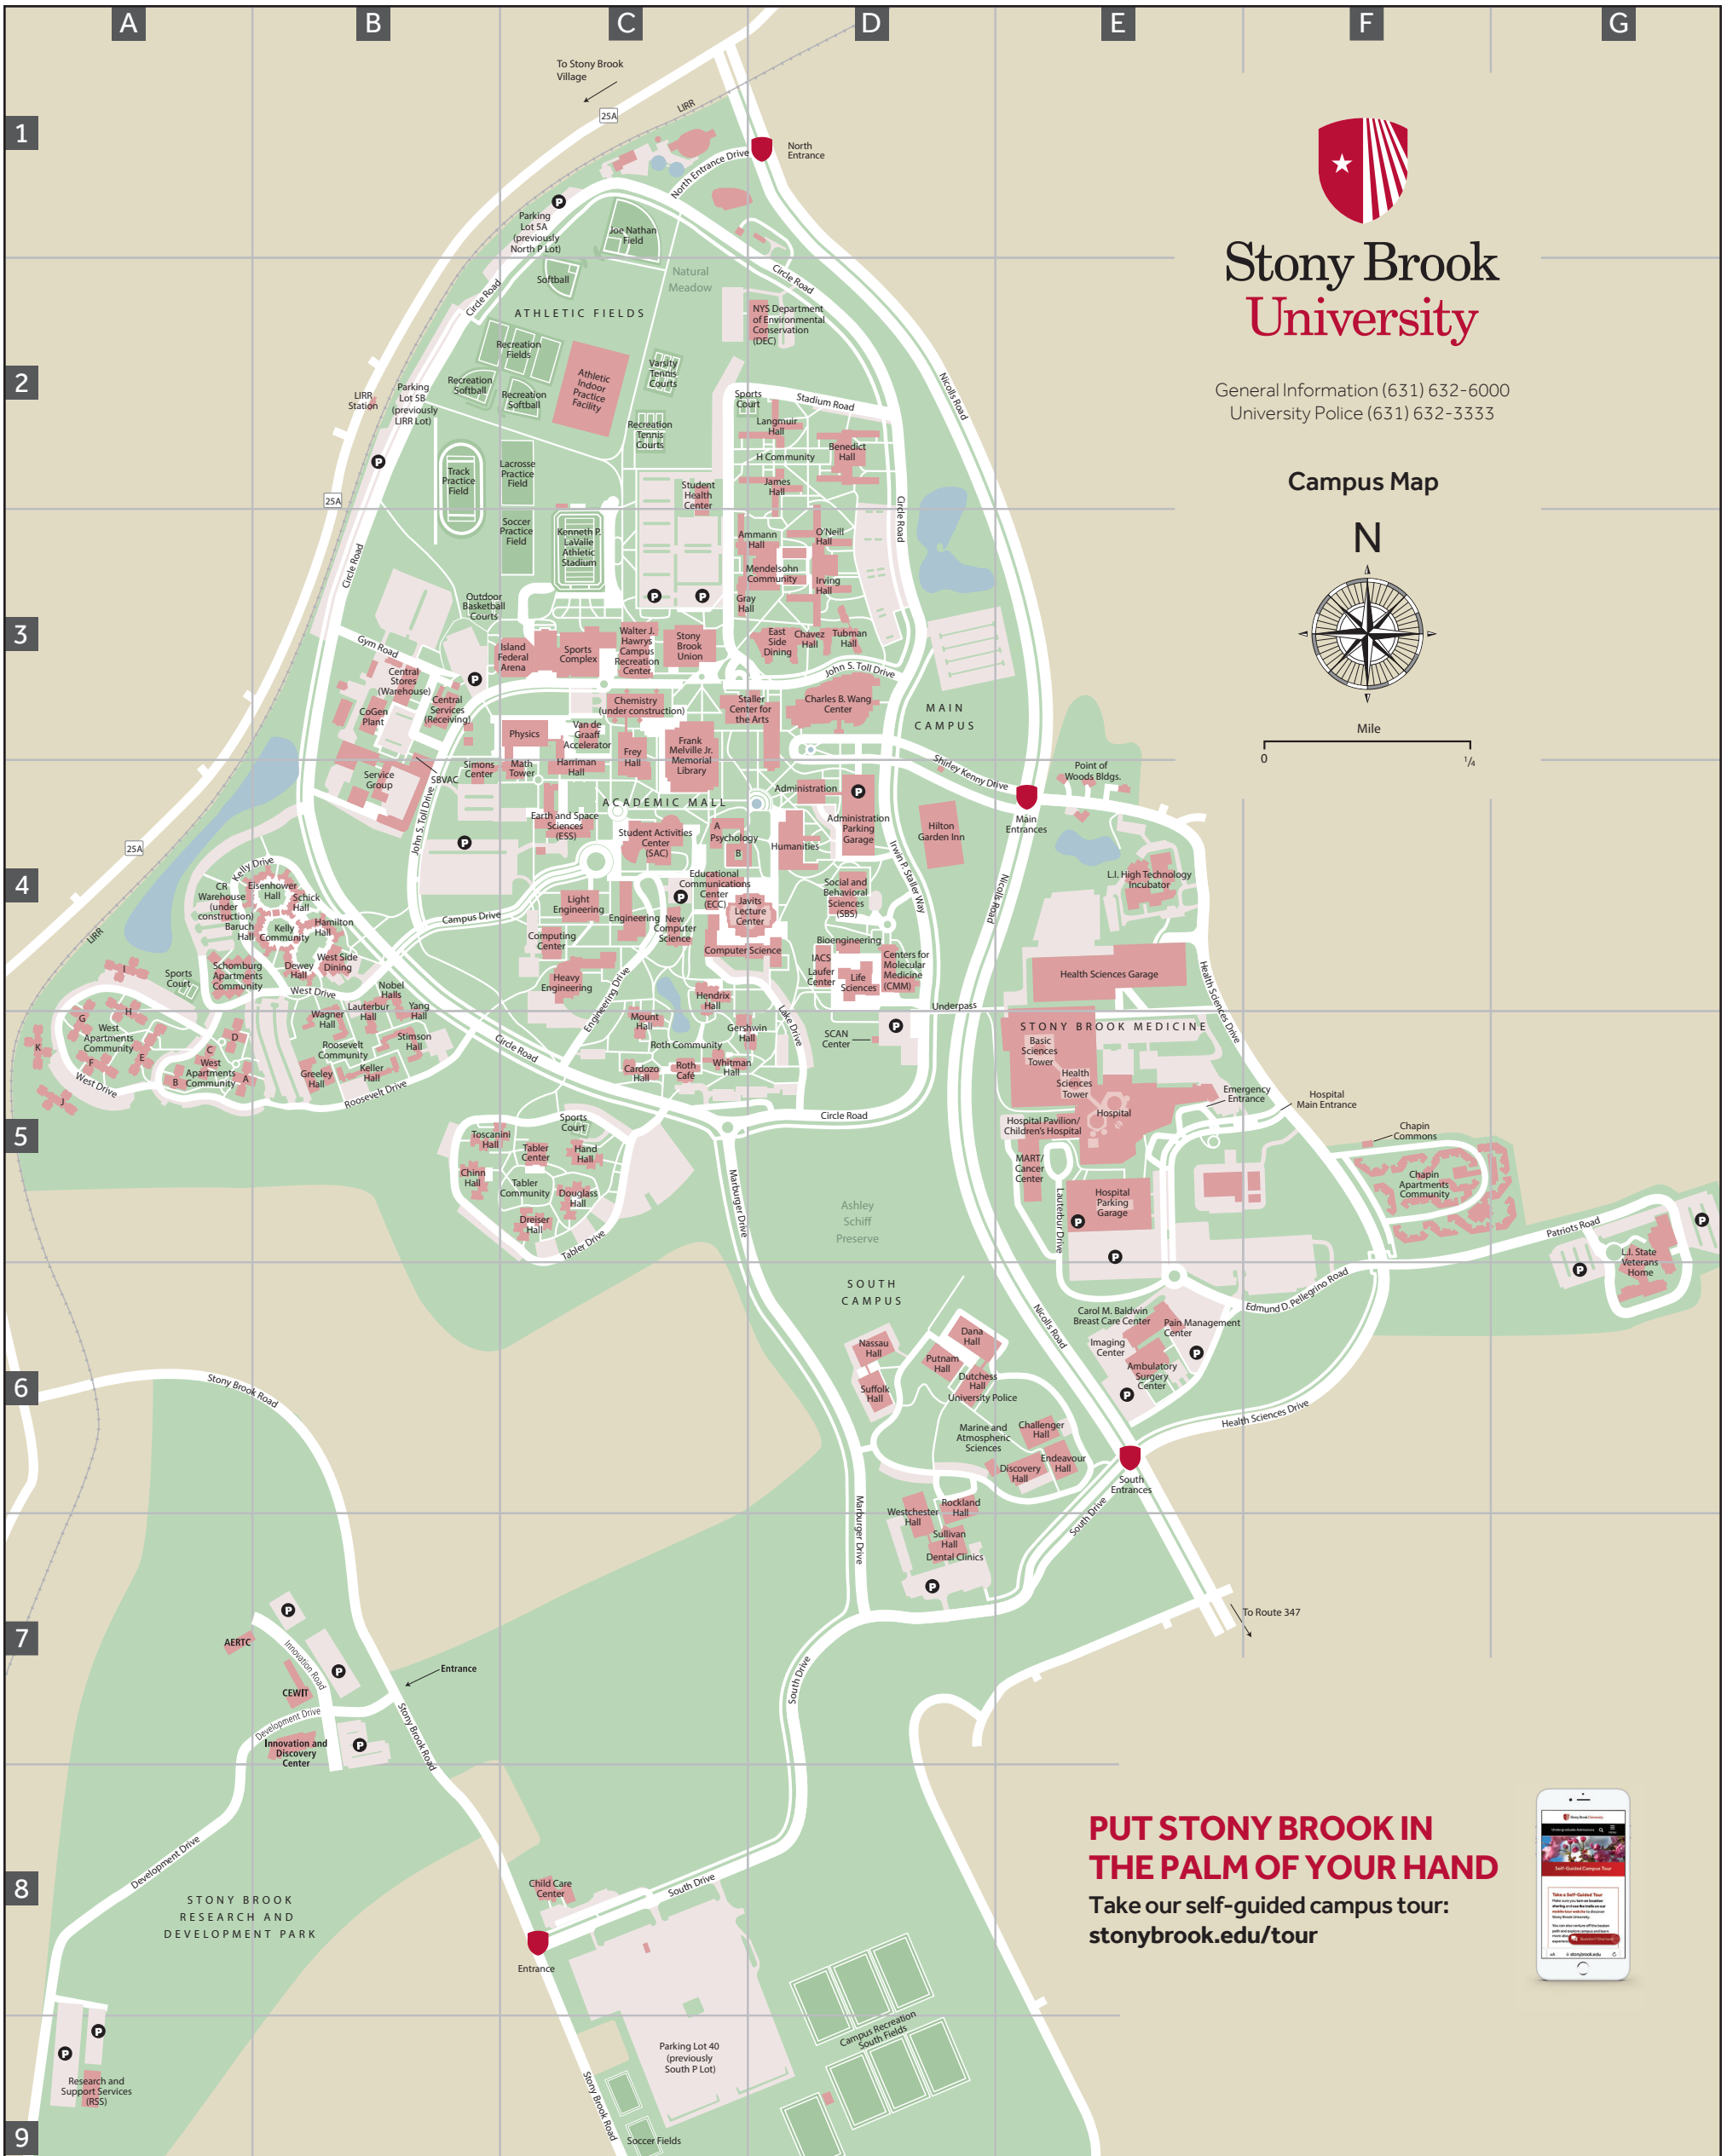 A
B
C
D
E
F
G
1
2
3
4
5
6
7
8
9
To Stony Brook
Village
25A
LIRR
North Entrance Drive
North
Entrance
Stony Brook
University
General Information (631) 632-6000
University Police (631) 632-3333
Campus Map
N
Mile
0
1/4
P
Parking
Lot 5A
(previously
North P Lot)
Joe Nathan
Field
Softball
Natural
Meadow
Circle Road
Circle Road
ATHLETIC FIELDS
NYS Department
of Environmental
Conservation
(DEC)
Recreation
Fields
Recreation
Softball
Recreation
Softball
Athletic
Indoor
Practice
Facility
Varsity
Tennis
Courts
Recreation
Tennis
Courts
LIRR
Station
Parking
Lot 5B
(previously
LIRR Lot)
P
25A
Sports
Court
Stadium Road
Nicolls Road
Langmuir
Hall
Benedict
Hall
H Community
James
Hall
Track
Practice
Field
Lacrosse
Practice
Field
Student
Health
Center
Circle Road
Soccer
Practice
Field
Kenneth P.
LaValle
Athletic
Stadium
Ammann
Hall
O'Neill
Hall
Mendelsohn
Community
Irving
Hall
Gray
Hall
P
P
Circle Road
Outdoor
Basketball
Courts
Gym Road
Island
Federal
Arena
Sports
Complex
Walter J.
Hawrys
Campus
Recreation
Center
Stony
Brook
Union
East
Side
Dining
Chavez
Hall
Tubman
Hall
John S. Toll Drive
P
Central
Stores
(Warehouse)
Central
Services
(Receiving)
CoGen
Plant
Chemistry
(under construction)
Staller
Center for
the Arts
Charles B. Wang
Center
MAIN
CAMPUS
Physics
Van de
Graaff
Accelerator
Frey
Hall
Frank
Melville Jr.
Memorial
Library
Simons
Center
Math
Tower
Harriman
Hall
SBVAC
Service
Group
John S. Toll Drive
Shirley Kenny Drive
Point of
Woods Bldgs.
Main
Entrances
ACADEMIC MALL
Administration
P
Administration
Parking
Garage
Hilton
Garden Inn
Earth and Space
Sciences
(ESS)
Student Activities
Center
(SAC)
A
Psychology
B
Humanities
P
25A
Irwin P. Staller Way
Nicolls Road
L.I. High Technology
Incubator
Kelly Drive
CR
Warehouse
(under
construction)
Eisenhower
Hall
Schick
Hall
Baruch
Hall
Kelly
Community
Hamilton
Hall
Campus Drive
Light
Engineering
Engineering
P
Educational
Communications
Center
(ECC)
New
Computer
Science
Javits
Lecture
Center
Social and
Behavioral
Sciences
(SBS)
Computing
Center
Computer Science
Bioengineering
IACS
Laufer
Center
Life
Sciences
Centers for
Molecular
Medicine
(CMM)
LIRR
I
Sports
Court
Schomburg
Apartments
Community
Dewey
Hall
West Side
Dining
Heavy
Engineering
Engineering Drive
Hendrix
Hall
Lake Drive
Underpass
Health Sciences Garage
Health Sciences Drive
West Drive
Nobel
Halls
G
H
West
Apartments
Community
K
F
E
J
West Drive
D
C
West
Apartments
Community
B
A
Wagner
Hall
Lauterbur
Hall
Yang
Hall
Stimson
Hall
Roosevelt
Community
Greeley
Hall
Keller
Hall
Roosevelt Drive
Circle Road
Mount
Hall
Gershwin
Hall
Roth Community
Cardozo
Hall
Roth
Café
Whitman
Hall
SCAN
Center
P
Circle Road
STONY BROOK MEDICINE
Basic
Sciences
Tower
Health
Sciences
Tower
Hospital
Emergency
Entrance
Hospital
Main Entrance
Hospital Pavilion/
Children's Hospital
MART/
Cancer
Center
Lauterbur Drive
Hospital
Parking
Garage
P
P
Chapin
Commons
Chapin
Apartments
Community
Patriots Road
P
P
L.I. State
Veterans
Home
Sports
Court
Toscanini
Hall
Tabler
Center
Hand
Hall
Chinn
Hall
Tabler
Community
Douglass
Hall
Dreiser
Hall
Tabler Drive
Marburger Drive
Ashley
Schiff
Preserve
SOUTH
CAMPUS
Edmund D. Pellegrino Road
Nicolls Road
Carol M. Baldwin
Breast Care Center
Pain Management
Center
Imaging
Center
P
Ambulatory
Surgery
Center
P
Health Sciences Drive
Nassau
Hall
Suffolk
Hall
Dana
Hall
Putnam
Hall
Dutchess
Hall
University Police
Marine and
Atmospheric
Sciences
Challenger
Hall
Endeavour
Hall
Discovery
Hall
South
Entrances
South Drive
Stony Brook Road
Marburger Drive
Westchester
Hall
Rockland
Hall
Sullivan
Hall
Dental Clinics
P
To Route 347
P
AERTC
Innovation Road
P
CEWIT
Entrance
Development Drive
Innovation and
Discovery
Center
P
Stony Brook Road
South Drive
Development Drive
STONY BROOK
RESEARCH AND
DEVELOPMENT PARK
Child Care
Center
South Drive
Entrance
PUT STONY BROOK IN
THE PALM OF YOUR HAND
Take our self-guided campus tour:
stonybrook.edu/tour
Stony Brook University
Self-Guided Campus Tour
Take a Self-Guided Tour
stonybrook.edu
P
P
Research and
Support Services
(RSS)
Parking Lot 40
(previously
South P Lot)
Campus Recreation
South Fields
Stony Brook Road
Soccer Fields